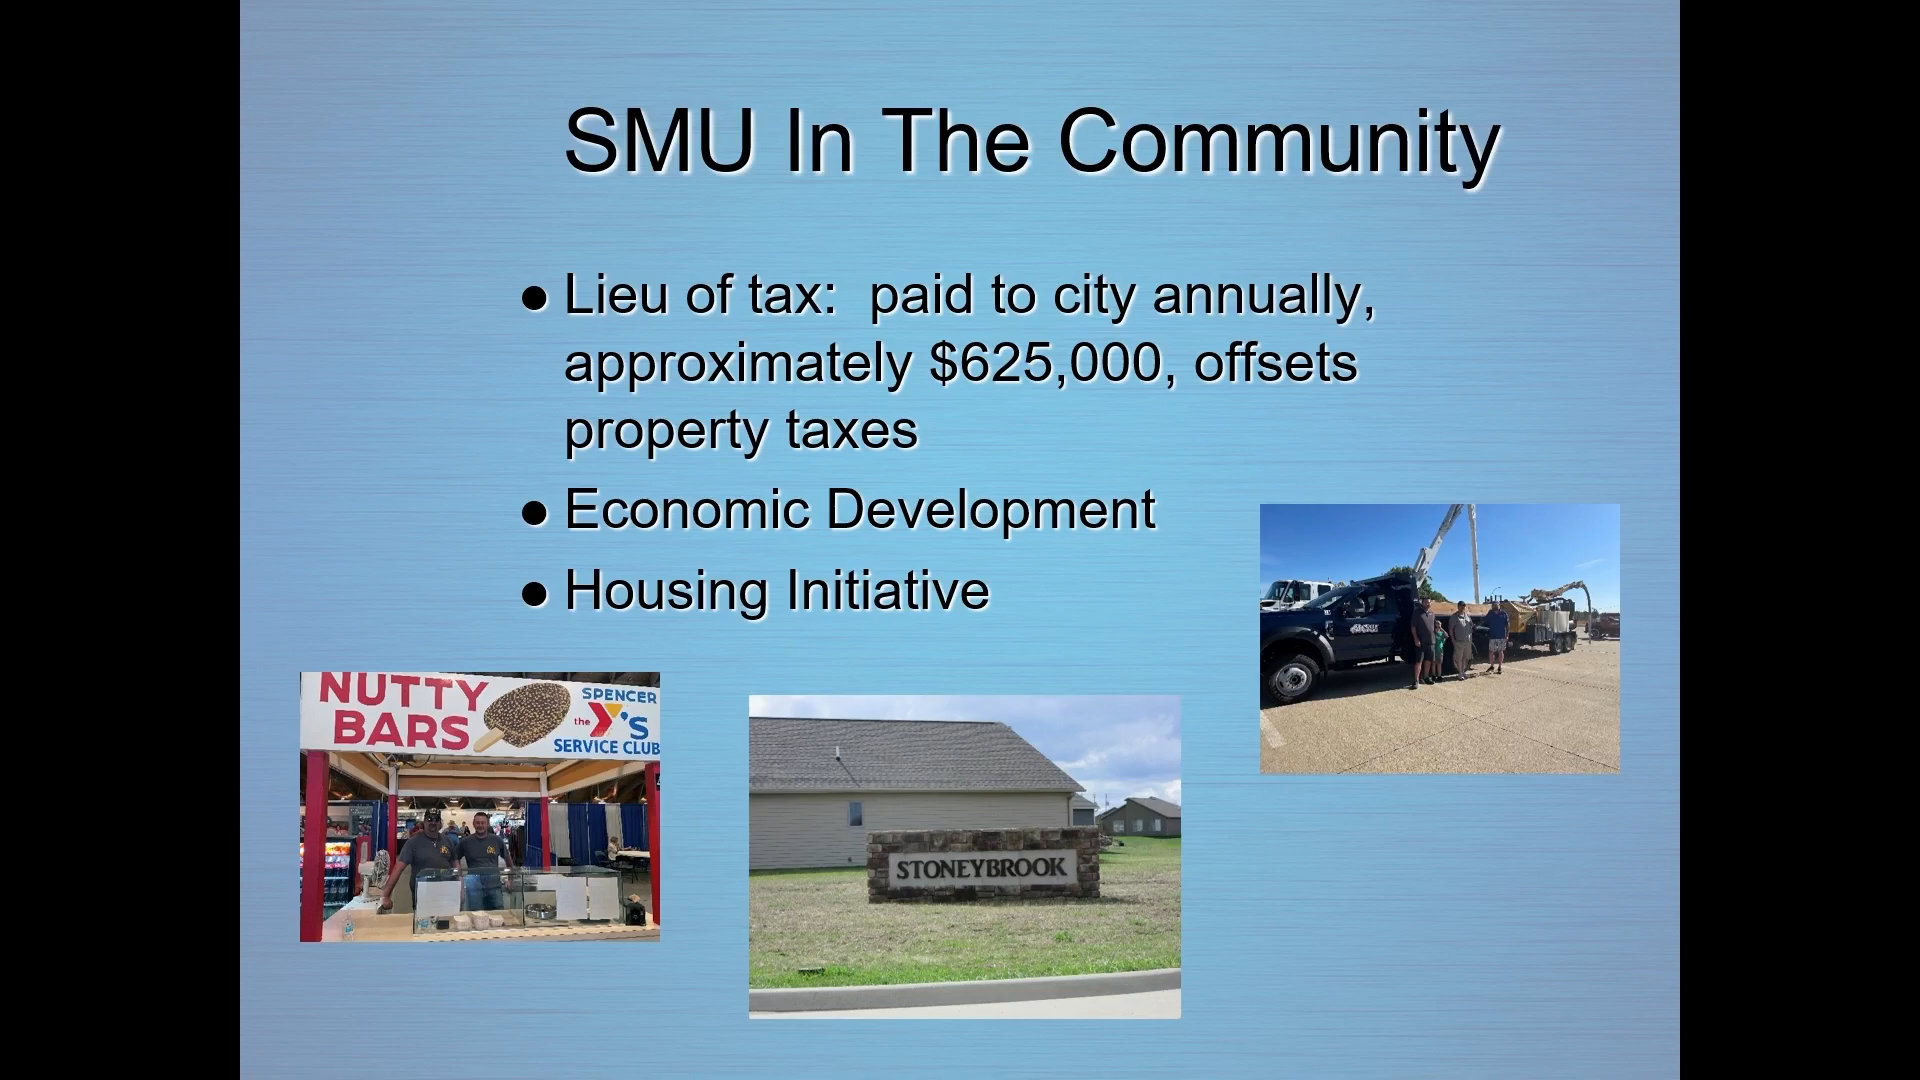 SMU In The Community
● Lieu of tax:  paid to city annually,
approximately $625,000, offsets
property taxes
● Economic Development
● Housing Initiative
NUTTY
BARS
SPENCER
the Y'S
SERVICE CLUB
STONEYBROOK